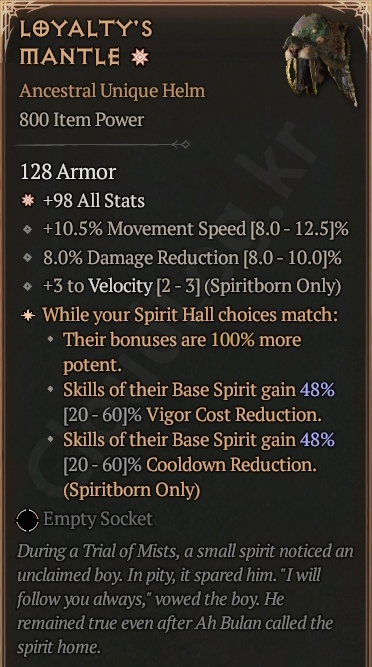 LOYALTY'S
MANTLE
Ancestral Unique Helm
800 Item Power
128 Armor
+98 All Stats
+10.5% Movement Speed [8.0 - 12.5]%
8.0% Damage Reduction [8.0 - 10.0]%
+3 to Velocity [2 - 3] (Spiritborn Only)
While your Spirit Hall choices match:
Their bonuses are 100% more
potent.
Skills of their Base Spirit gain 48%
[20 - 60]% Vigor Cost Reduction.
Skills of their Base Spirit gain 48%
[20 - 60]% Cooldown Reduction.
(Spiritborn Only)
Empty Socket
During a Trial of Mists, a small spirit noticed an
unclaimed boy. In pity, it spared him. "I will
follow you always," vowed the boy. He
remained true even after Ah Bulan called the
spirit home.